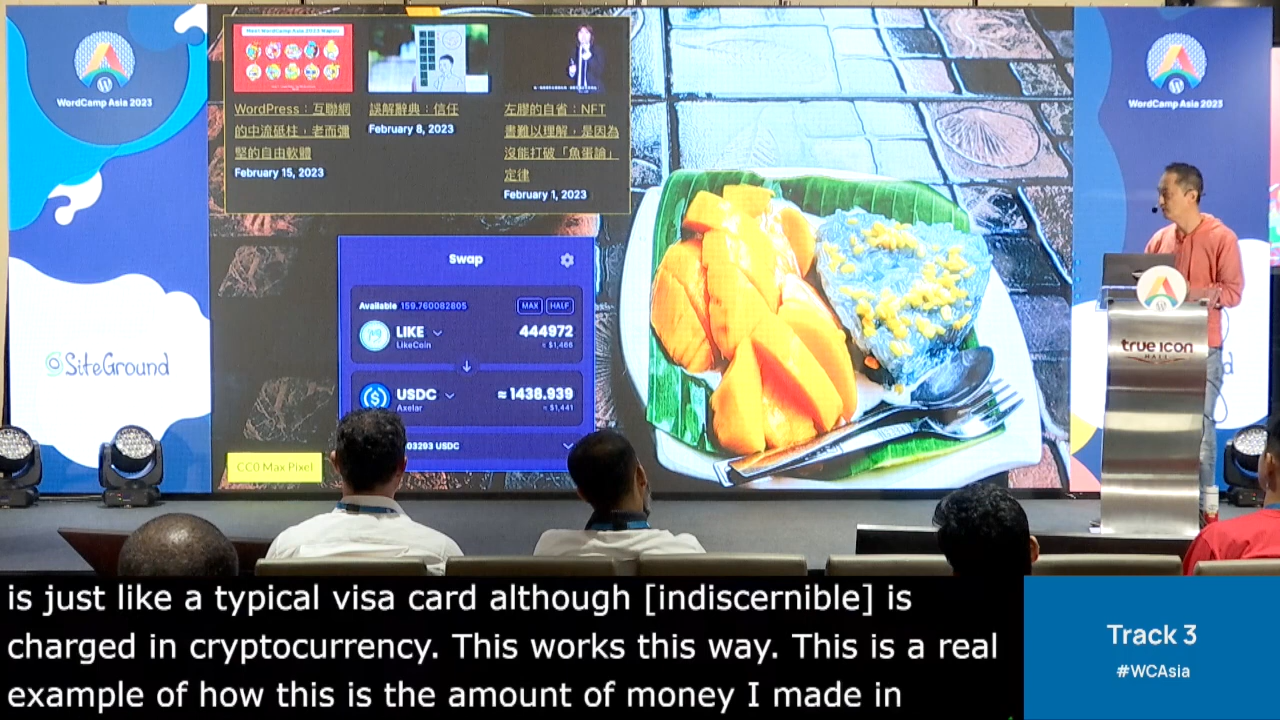 WordCamp Asia 2023
SiteGround
Meet WordCamp Asia 2023 Wapuu
WordPress：互聯網
的中流砥柱，老而彌
堅的自由軟體
February 15, 2023
誤解辭典：信任
February 8, 2023
左膠的自省：NFT
書難以理解，是因為
沒能打破「魚蛋論」
定律
February 1, 2023
Swap
Available 159.760082805
MAX
HALF
LIKE
444972
LikeCoin
≈ $1,466
USDC
≈ 1438.939
Axelar
≈ $1,441
03293 USDC
CC0 Max Pixel
WordCamp Asia 2023
true icon
HALL
is just like a typical visa card although [indiscernible] is
charged in cryptocurrency. This works this way. This is a real
example of how this is the amount of money I made in
Track 3
#WCAsia